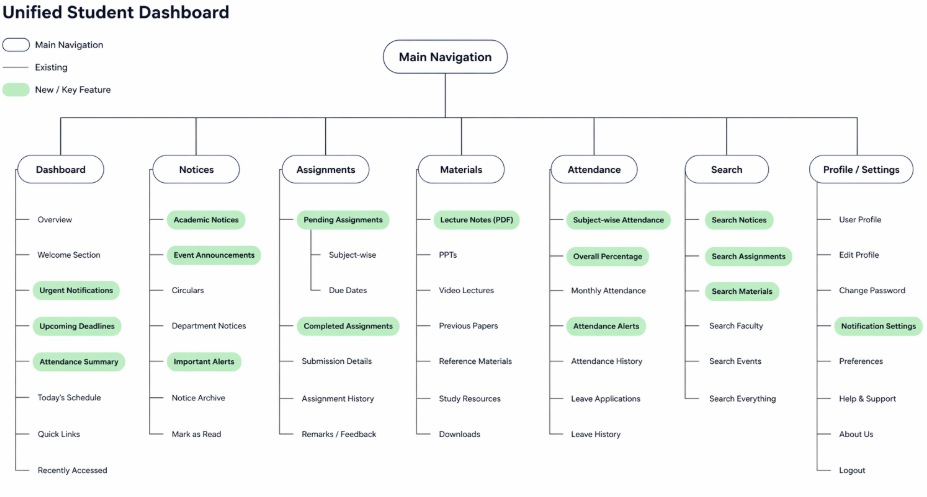 Unified Student Dashboard
Main Navigation
Existing
New / Key Feature
Main Navigation
Dashboard
Overview
Welcome Section
Urgent Notifications
Upcoming Deadlines
Attendance Summary
Today's Schedule
Quick Links
Recently Accessed
Notices
Academic Notices
Event Announcements
Circulars
Department Notices
Important Alerts
Notice Archive
Mark as Read
Assignments
Pending Assignments
Subject-wise
Due Dates
Completed Assignments
Submission Details
Assignment History
Remarks / Feedback
Materials
Lecture Notes (PDF)
PPTs
Video Lectures
Previous Papers
Reference Materials
Study Resources
Downloads
Attendance
Subject-wise Attendance
Overall Percentage
Monthly Attendance
Attendance Alerts
Attendance History
Leave Applications
Leave History
Search
Search Notices
Search Assignments
Search Materials
Search Faculty
Search Events
Search Everything
Profile / Settings
User Profile
Edit Profile
Change Password
Notification Settings
Preferences
Help & Support
About Us
Logout